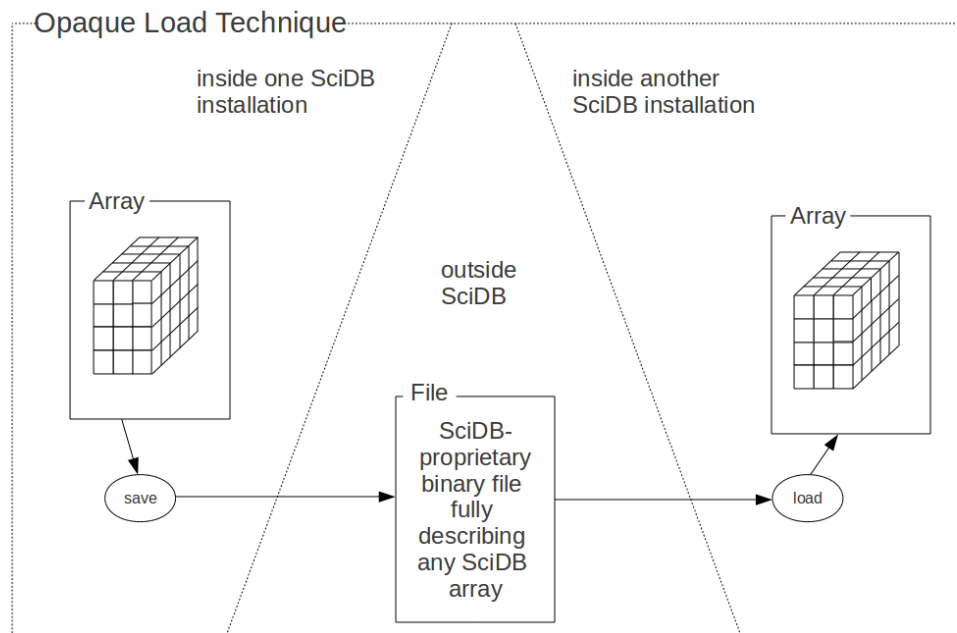 Opaque Load Technique
inside one SciDB
installation
inside another
SciDB installation
Array
Array
outside
SciDB
File
SciDB-
proprietary
binary file
fully
describing
any SciDB
array
save
load